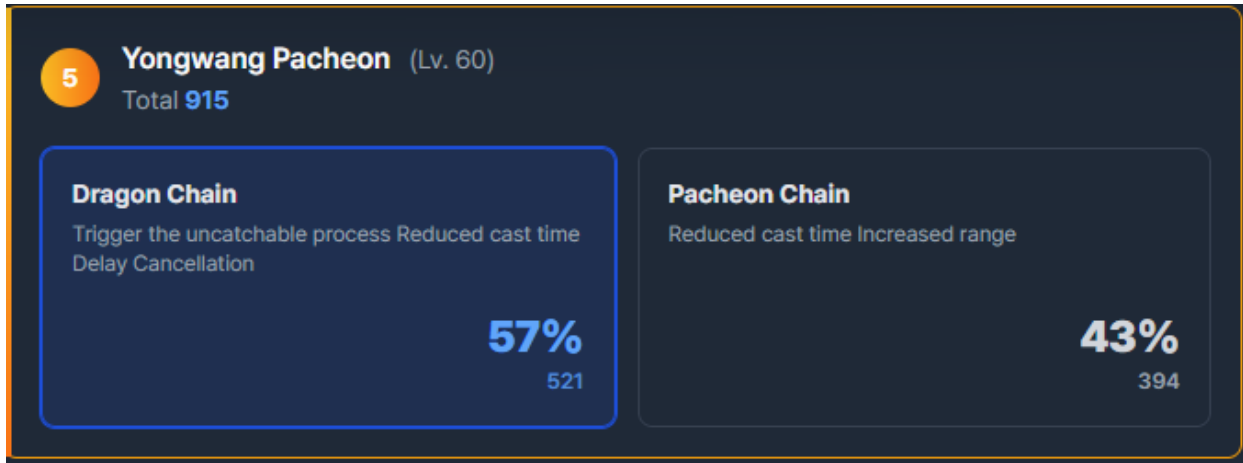 5
Yongwang Pacheon (Lv. 60)
Total 915
Dragon Chain
Trigger the uncatchable process Reduced cast time
Delay Cancellation
57%
521
Pacheon Chain
Reduced cast time Increased range
43%
394